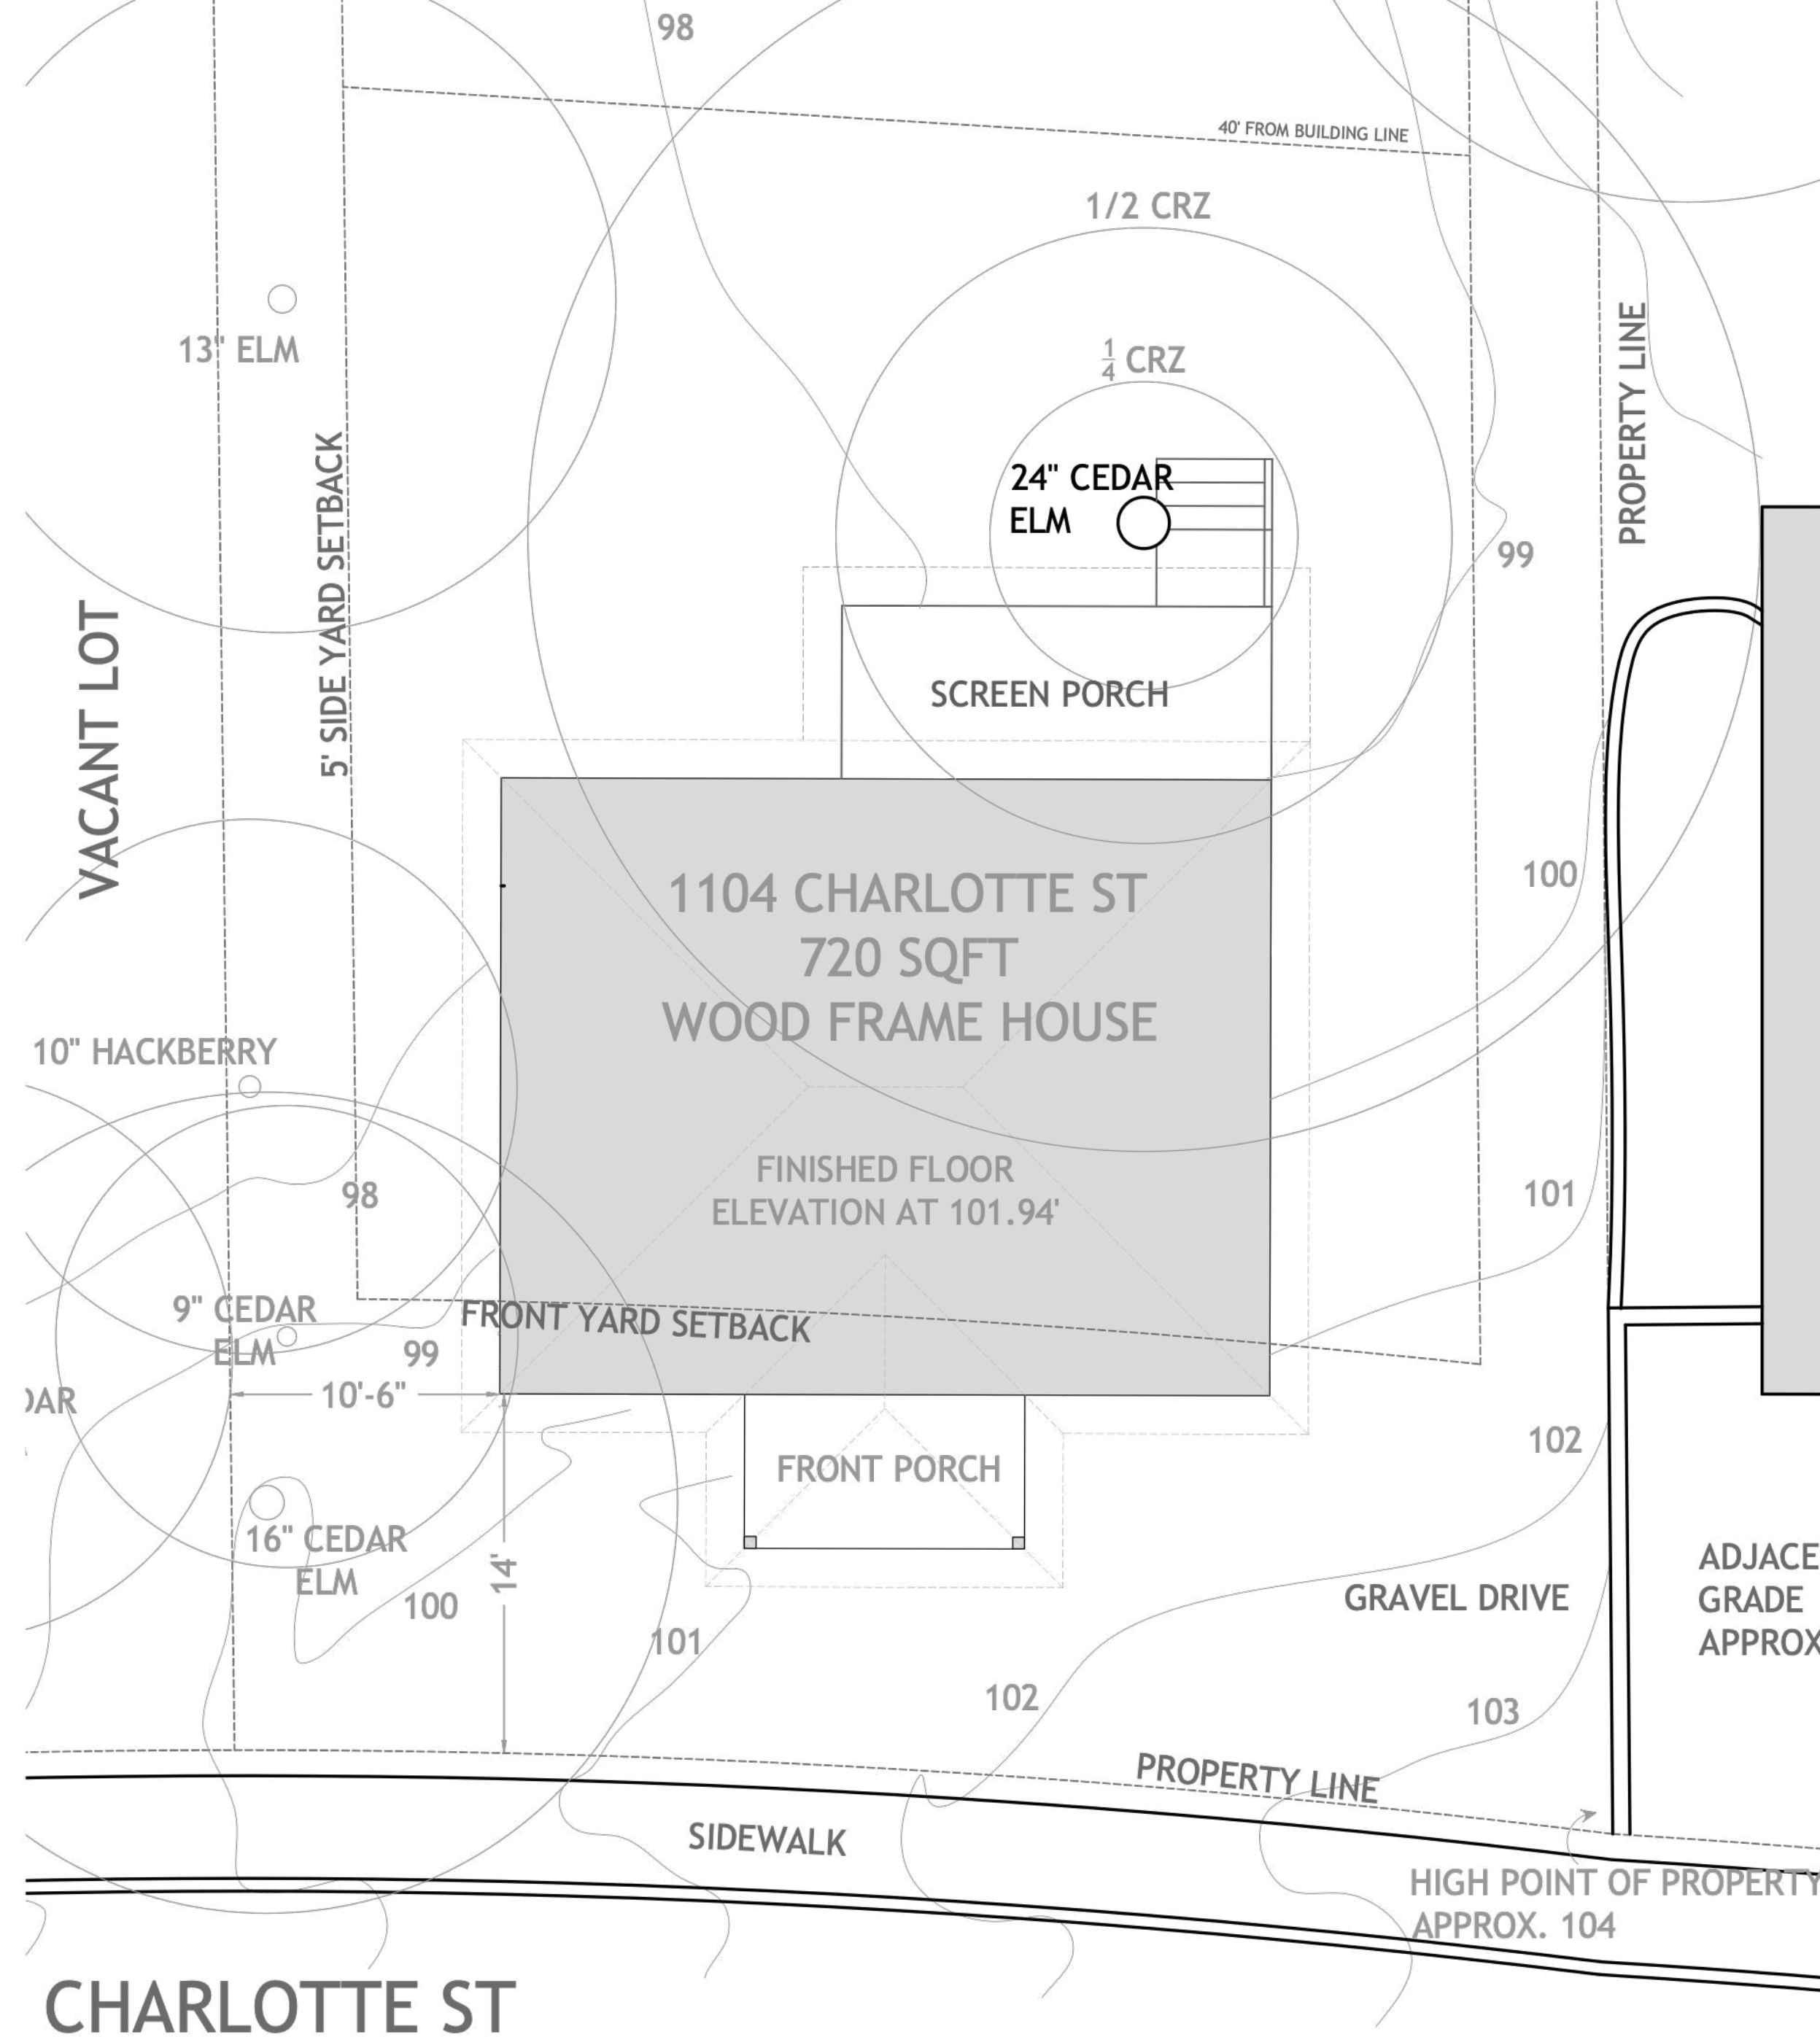 98
40' FROM BUILDING LINE
1/2 CRZ
1/4 CRZ
13" ELM
5' SIDE YARD SETBACK
PROPERTY LINE
24" CEDAR
ELM
99
VACANT LOT
SCREEN PORCH
1104 CHARLOTTE ST
720 SQFT
WOOD FRAME HOUSE
100
10" HACKBERRY
FINISHED FLOOR
ELEVATION AT 101.94'
98
101
9" CEDAR
ELM
99
FRONT YARD SETBACK
DAR
10'-6"
102
FRONT PORCH
16" CEDAR
ELM
14'
100
101
GRAVEL DRIVE
ADJACE
GRADE
APPROX
102
103
PROPERTY LINE
SIDEWALK
HIGH POINT OF PROPERTY
APPROX. 104
CHARLOTTE ST